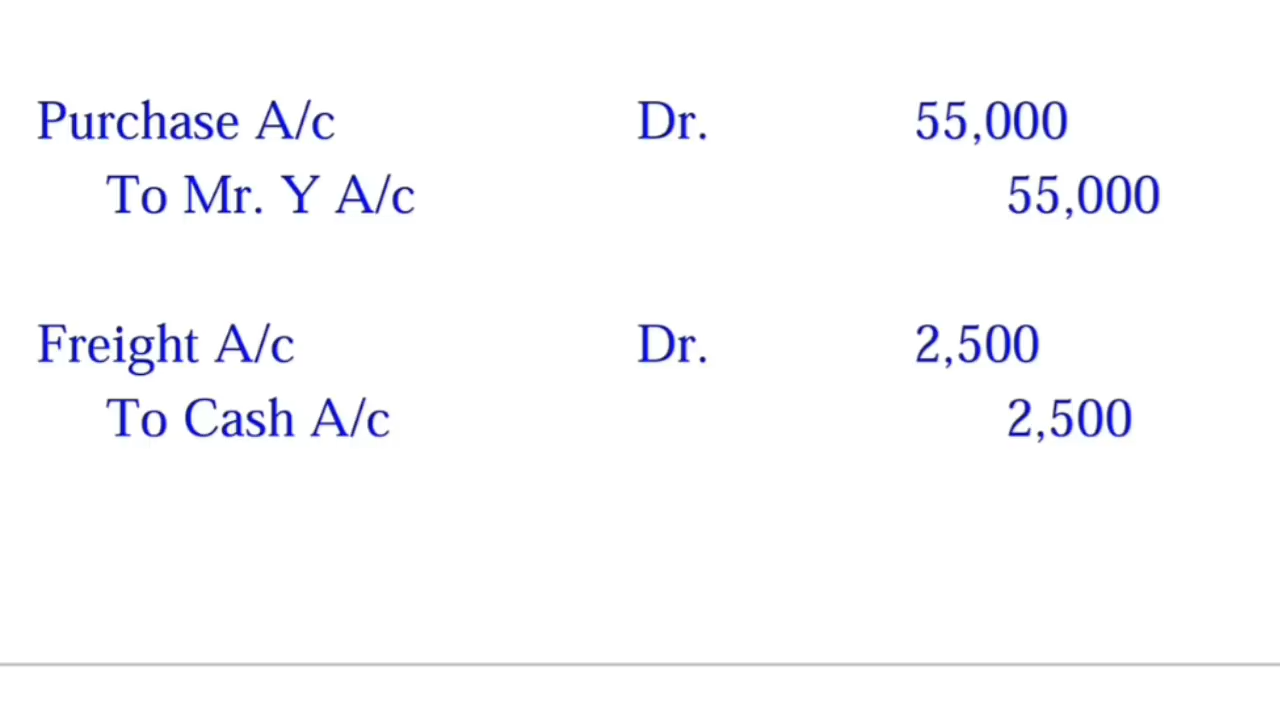 Purchase A/c Dr. 55,000
To Mr. Y A/c 55,000
Freight A/c Dr. 2,500
To Cash A/c 2,500